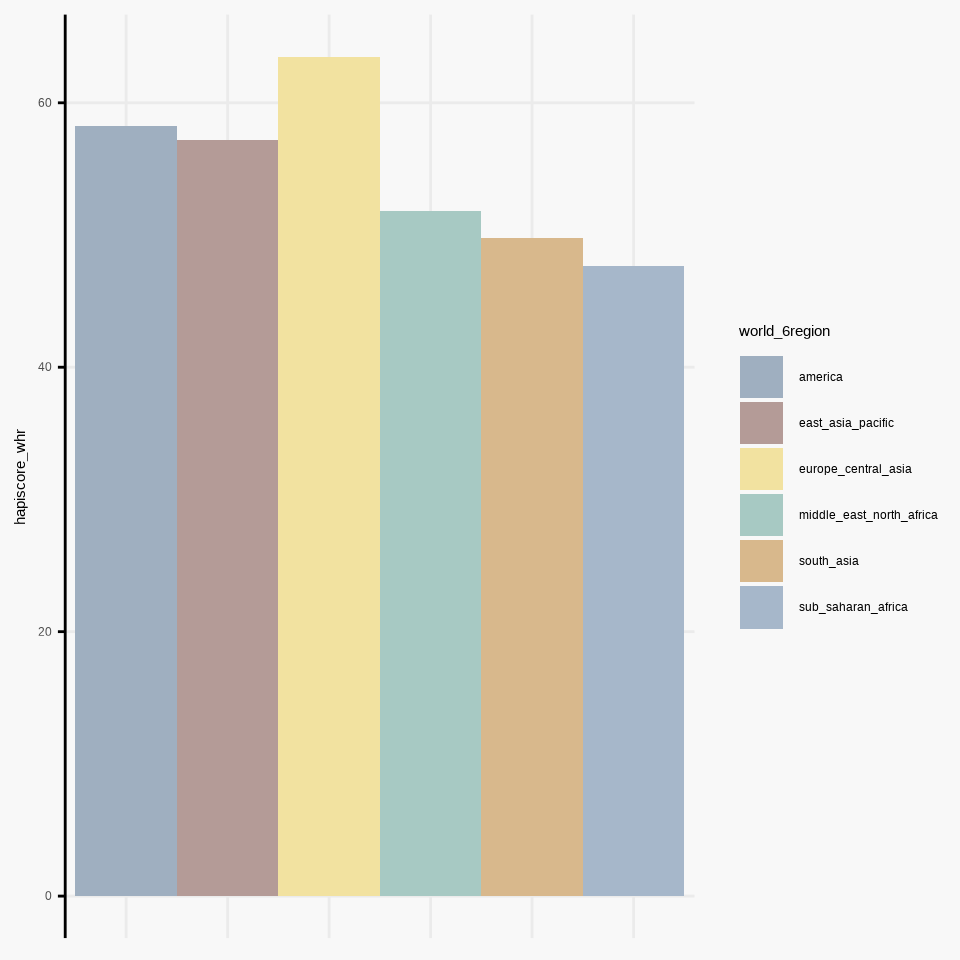 60
40
20
0
hapiscore_whr
world_6region
america
east_asia_pacific
europe_central_asia
middle_east_north_africa
south_asia
sub_saharan_africa